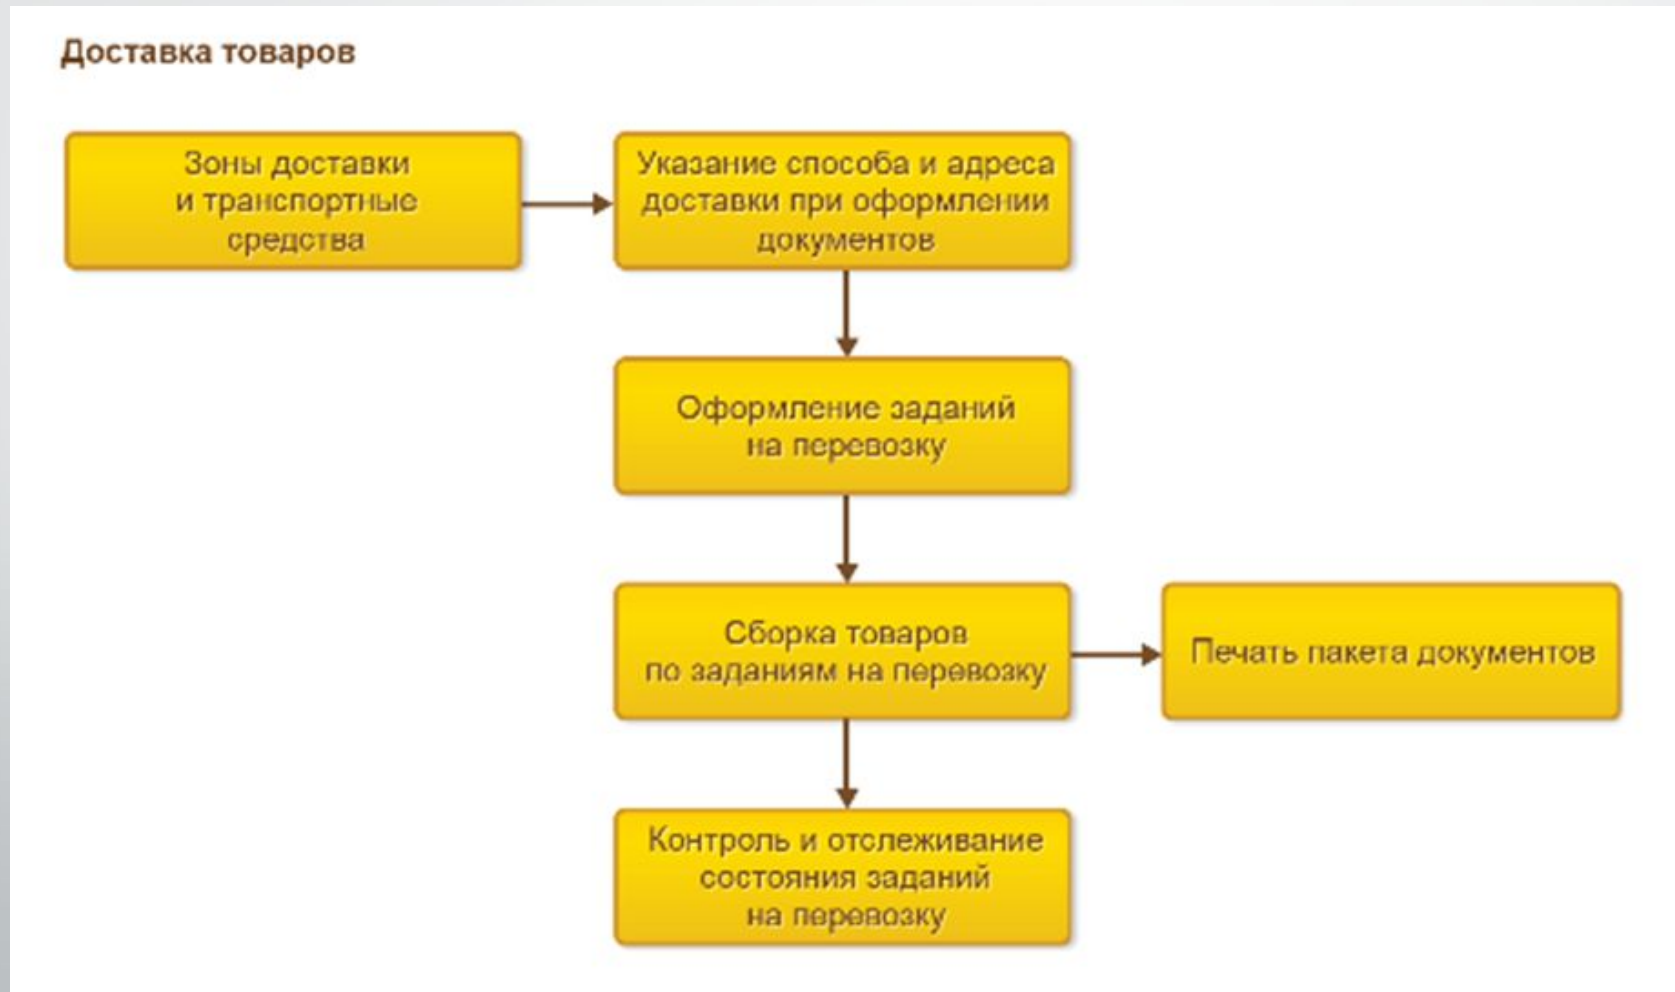 Доставка товаров
Зоны доставки
и транспортные
средства
Указание способа и адреса
доставки при оформлении
документов
Оформление заданий
на перевозку
Сборка товаров
по заданиям на перевозку
Печать пакета документов
Контроль и отслеживание
состояния заданий
на перевозку